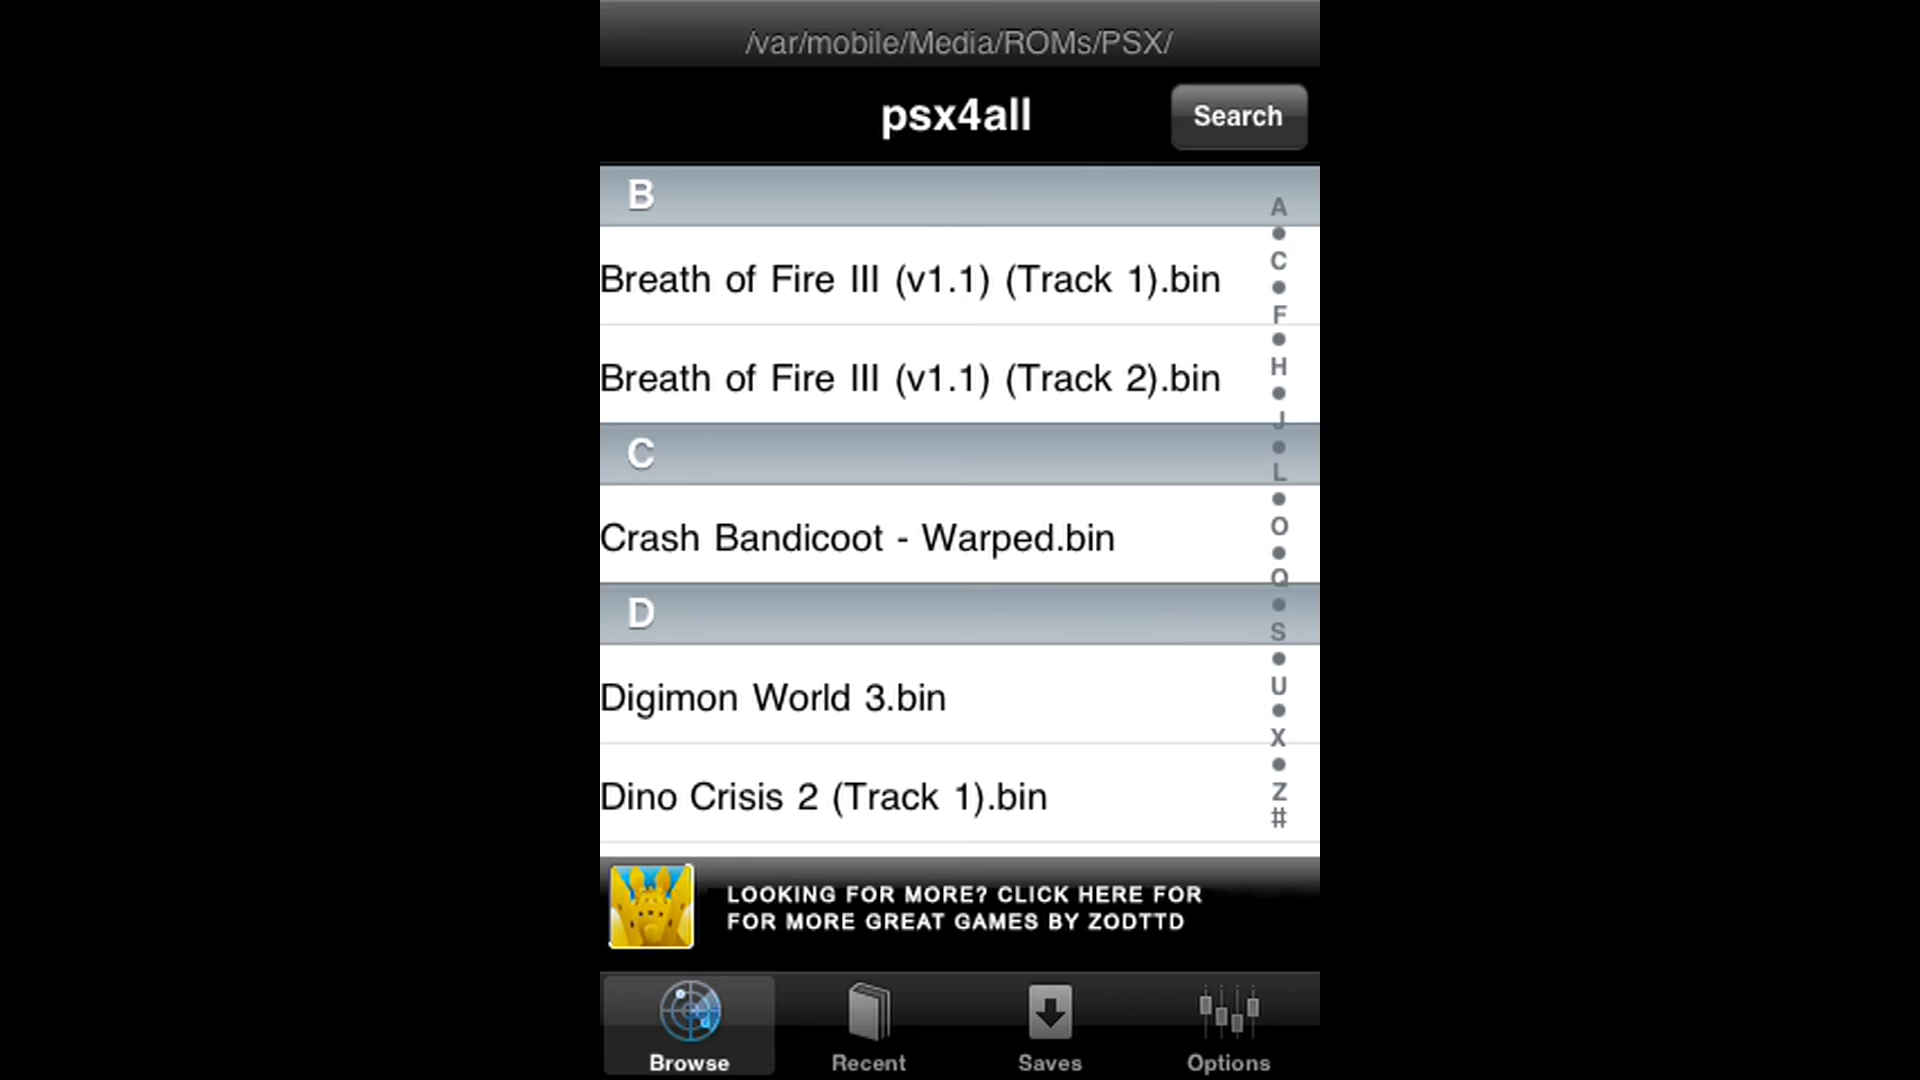 /var/mobile/Media/ROMs/PSX/
psx4all
Search
B
Breath of Fire III (v1.1) (Track 1).bin
Breath of Fire III (v1.1) (Track 2).bin
C
Crash Bandicoot - Warped.bin
D
Digimon World 3.bin
Dino Crisis 2 (Track 1).bin
A
C
F
H
J
L
O
Q
S
U
X
Z
#
LOOKING FOR MORE? CLICK HERE FOR
FOR MORE GREAT GAMES BY ZODTTD
Browse
Recent
Saves
Options